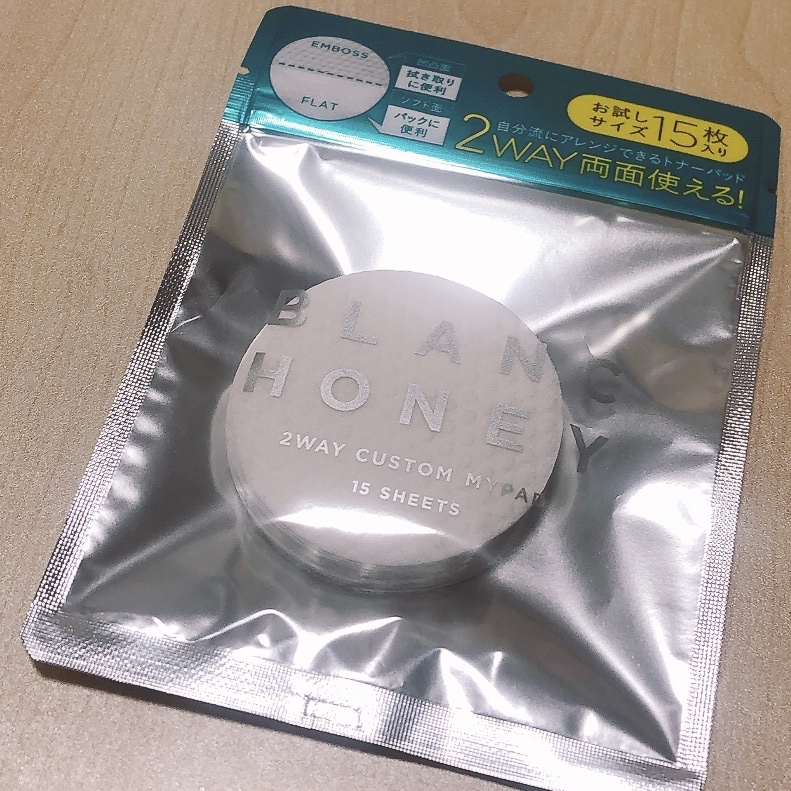 EMBOSS
FLAT
凹凸面
拭き取り
に便利
ソフト面
パックに
便利
お試し
サイズ
15枚
入り
自分流にアレンジできるトナーパッド
2WAY両面使える!
BLANC
HONEY
2WAY CUSTOM MYPAD
15 SHEETS